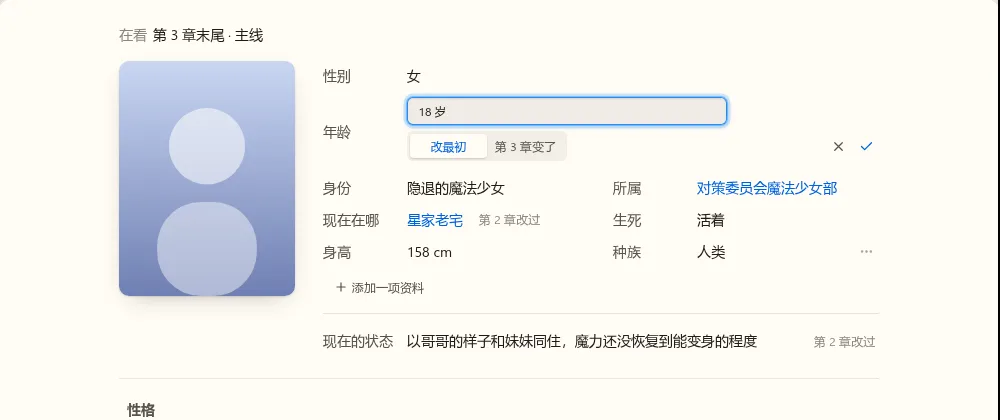 在看 第 3 章末尾 · 主线
性别 女
18 岁
年龄
改最初 第 3 章变了
身份 隐退的魔法少女 所属 对策委员会魔法少女部
现在在哪 星家老宅 第 2 章改过 生死 活着
身高 158 cm 种族 人类
添加一项资料
现在的状态 以哥哥的样子和妹妹同住，魔力还没恢复到能变身的程度 第 2 章改过
性格